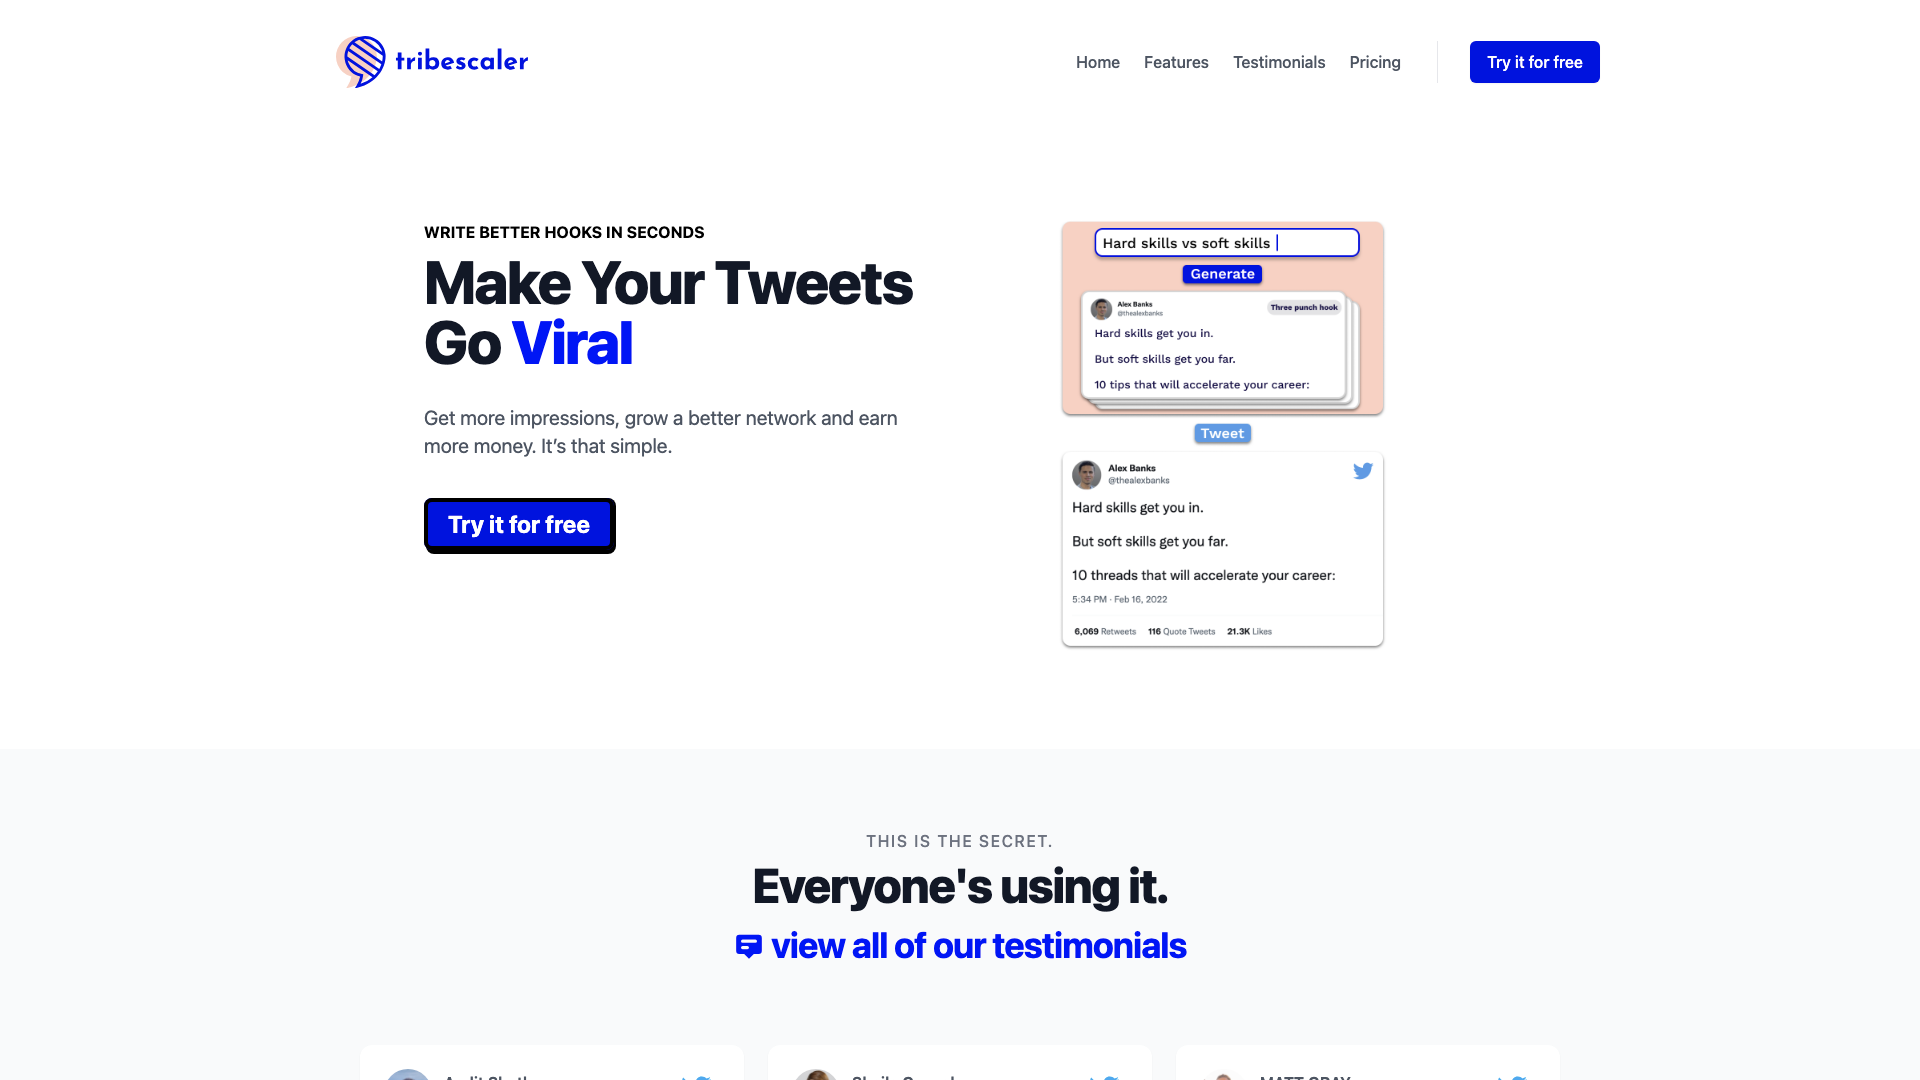 tribescaler
Home
Features
Testimonials
Pricing
Try it for free
WRITE BETTER HOOKS IN SECONDS
Make Your Tweets
Go Viral
Get more impressions, grow a better network and earn
more money. It’s that simple.
Try it for free
Hard skills vs soft skills
Generate
Alex Banks
@thealexbanks
Three punch hook
Hard skills get you in.
But soft skills get you far.
10 tips that will accelerate your career:
Tweet
Alex Banks
@thealexbanks
Hard skills get you in.
But soft skills get you far.
10 threads that will accelerate your career:
5:34 PM · Feb 16, 2022
6,069 Retweets 116 Quote Tweets 21.3K Likes
THIS IS THE SECRET.
Everyone's using it.
view all of our testimonials
MATT GRAY